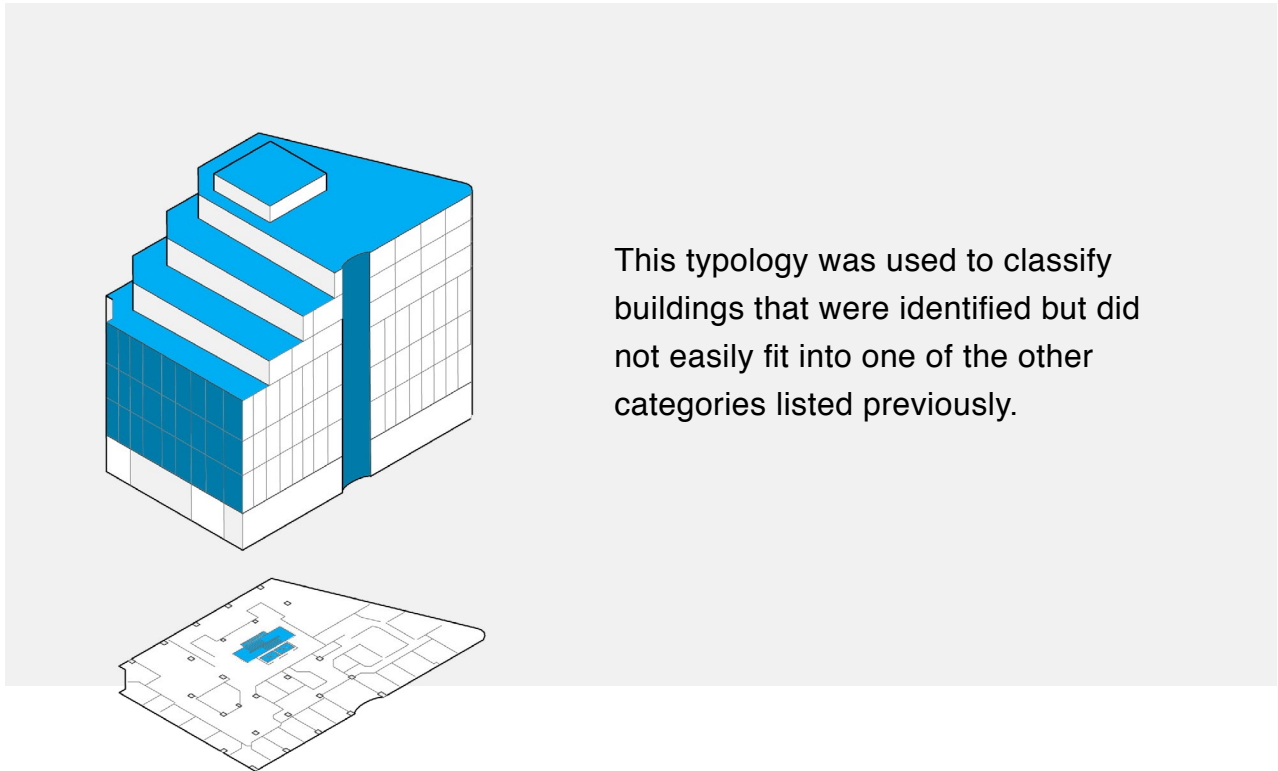 This typology was used to classify
buildings that were identified but did
not easily fit into one of the other
categories listed previously.